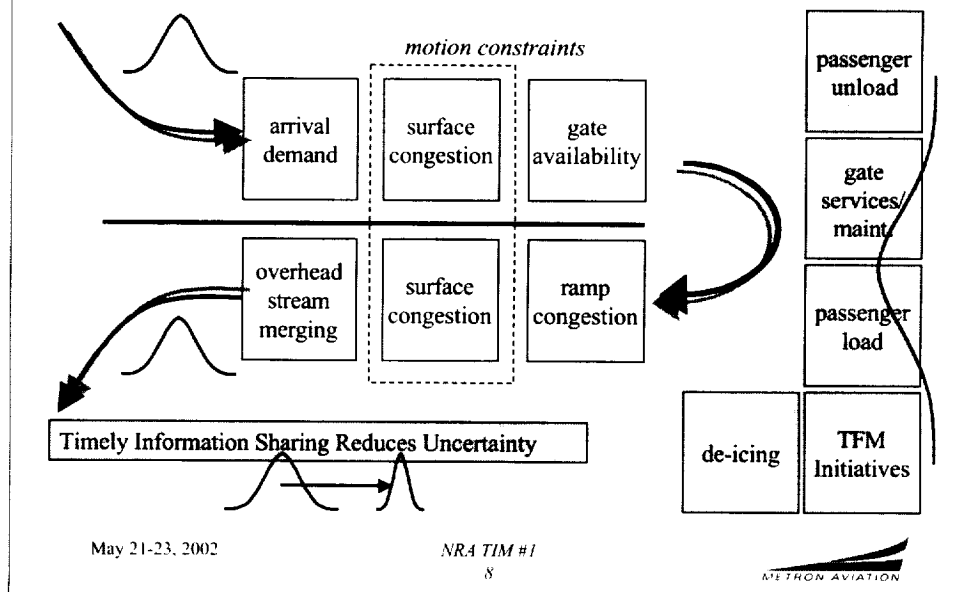 motion constraints
arrival
demand
surface
congestion
gate
availability
overhead
stream
merging
surface
congestion
ramp
congestion
passenger
unload
gate
services/
maint.
passenger
load
de-icing
TFM
Initiatives
Timely Information Sharing Reduces Uncertainty
May 21-23, 2002
NRA TIM #1
8
METRON AVIATION